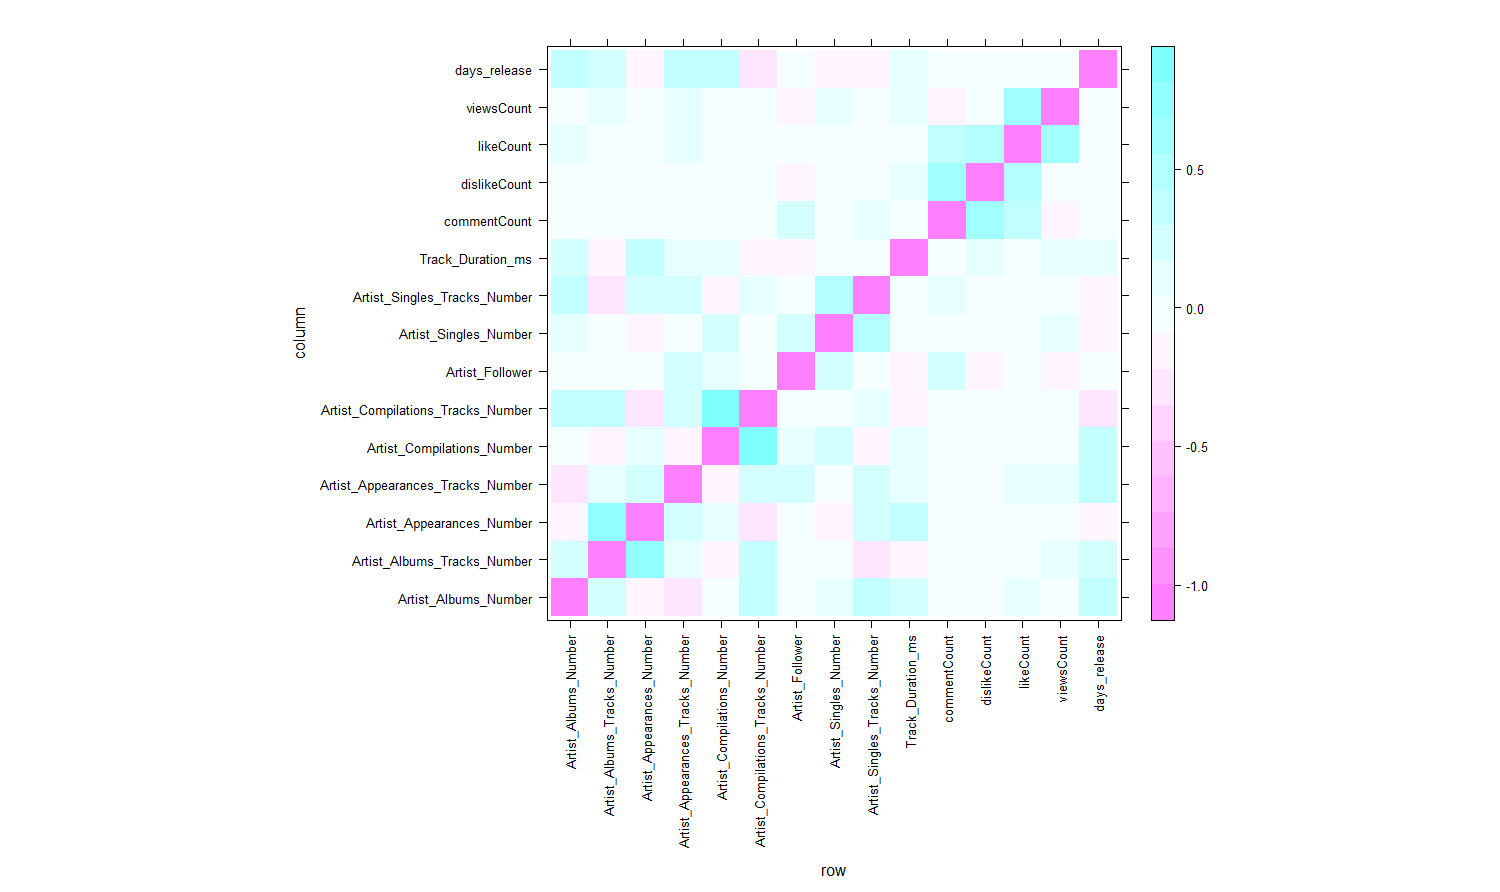 days_release
viewsCount
likeCount
dislikeCount
commentCount
Track_Duration_ms
Artist_Singles_Tracks_Number
Artist_Singles_Number
Artist_Follower
Artist_Compilations_Tracks_Number
Artist_Compilations_Number
Artist_Appearances_Tracks_Number
Artist_Appearances_Number
Artist_Albums_Tracks_Number
Artist_Albums_Number
column
Artist_Albums_Number
Artist_Albums_Tracks_Number
Artist_Appearances_Number
Artist_Appearances_Tracks_Number
Artist_Compilations_Number
Artist_Compilations_Tracks_Number
Artist_Follower
Artist_Singles_Number
Artist_Singles_Tracks_Number
Track_Duration_ms
commentCount
dislikeCount
likeCount
viewsCount
days_release
row
0.5
0.0
-0.5
-1.0